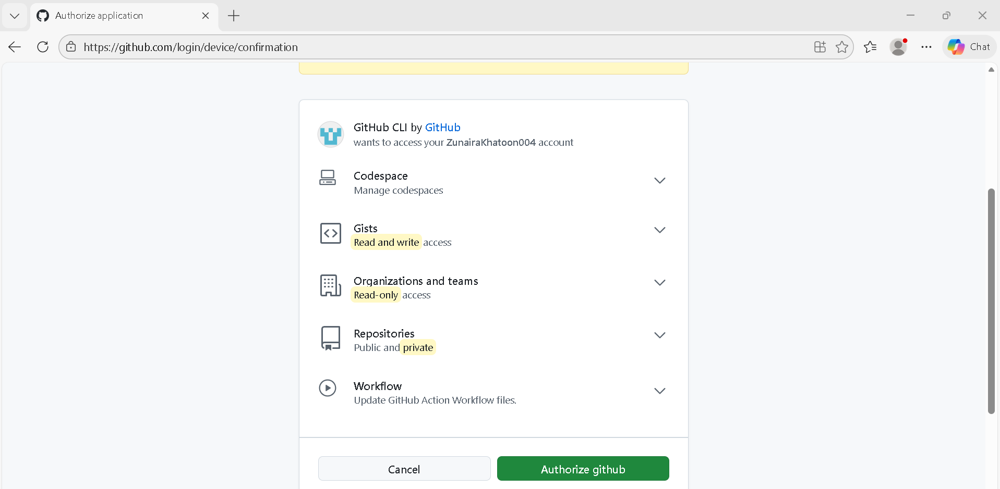 Authorize application
https://github.com/login/device/confirmation
Chat
GitHub CLI by GitHub
wants to access your ZunairaKhatoon004 account
Codespace
Manage codespaces
Gists
Read and write access
Organizations and teams
Read-only access
Repositories
Public and private
Workflow
Update GitHub Action Workflow files.
Cancel
Authorize github